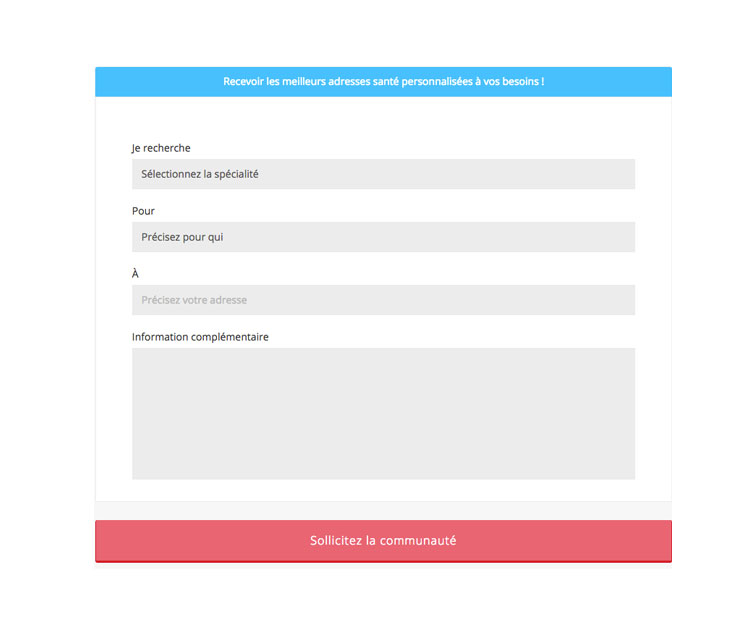 Recevoir les meilleurs adresses santé personnalisées à vos besoins !
Je recherche
Sélectionnez la spécialité
Pour
Précisez pour qui
À
Précisez votre adresse
Information complémentaire
Sollicitez la communauté